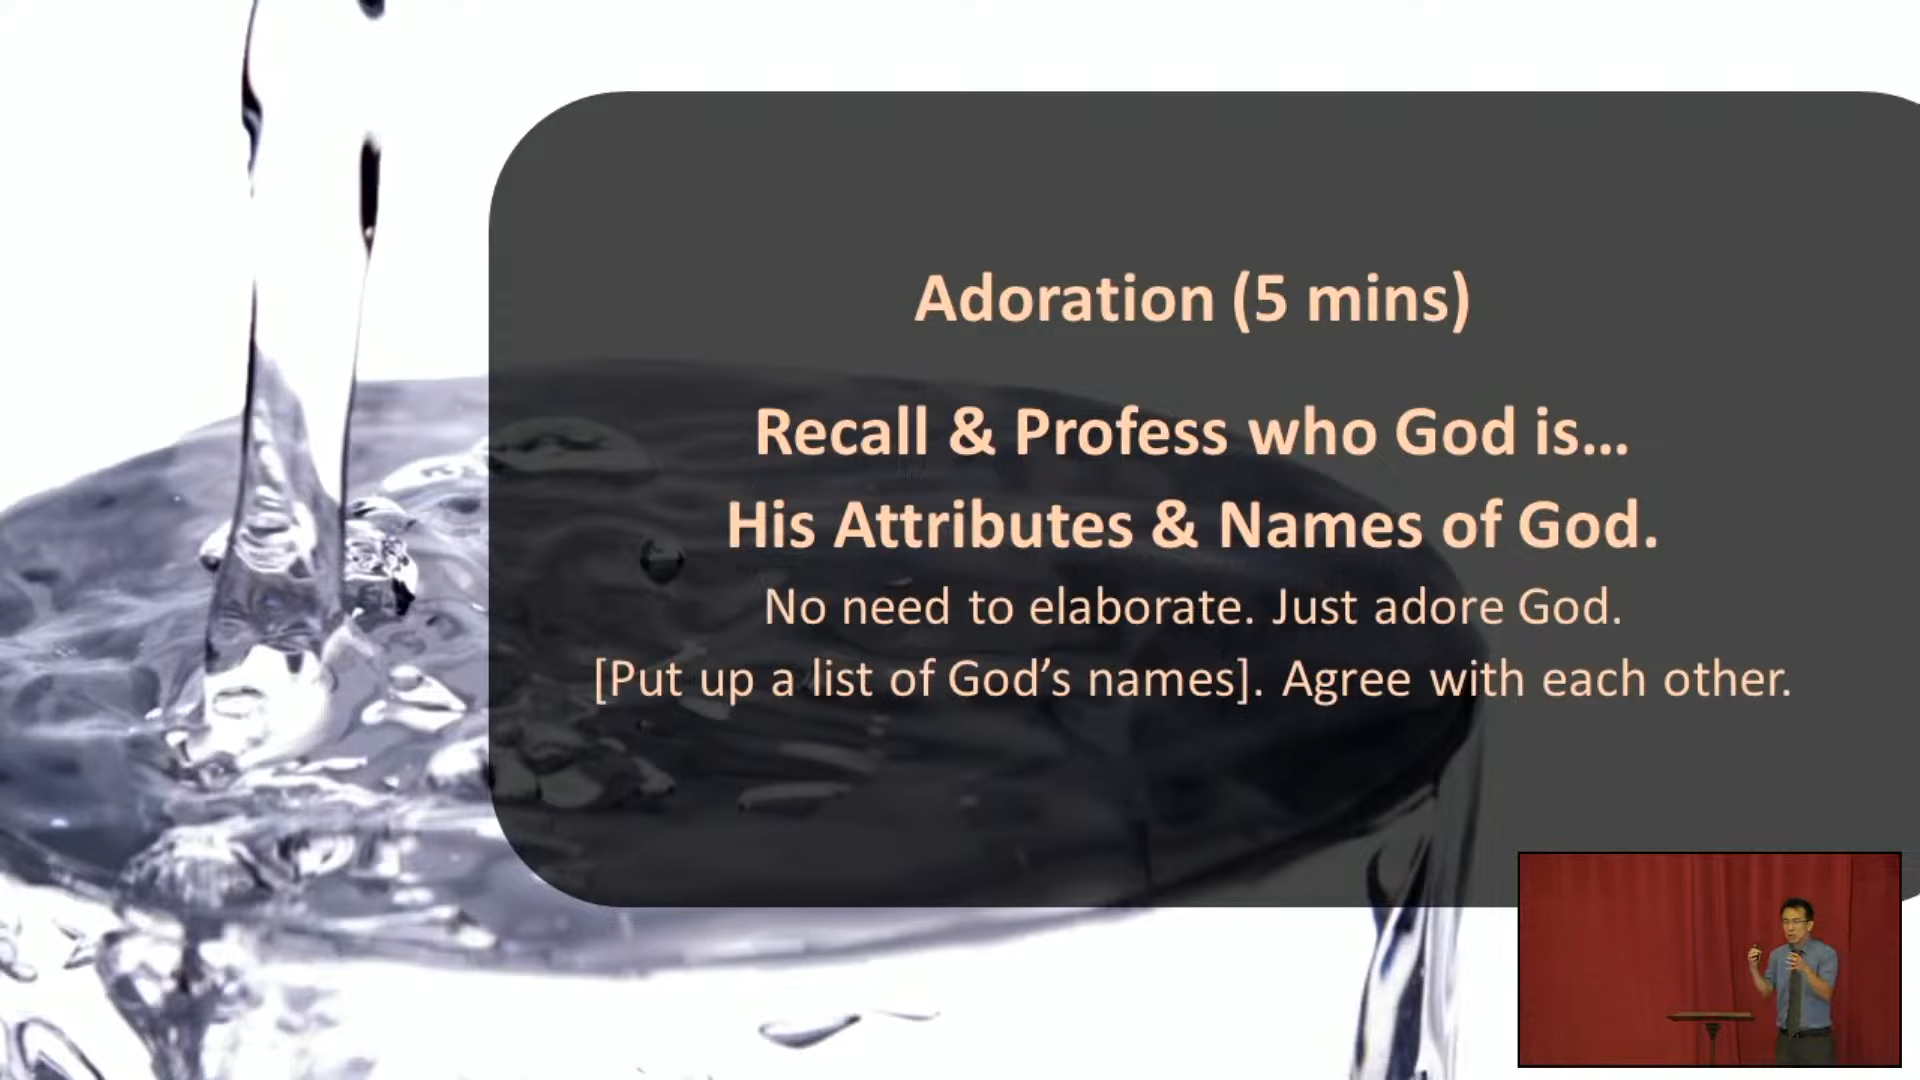 Adoration (5 mins)
Recall & Profess who God is...
His Attributes & Names of God.
No need to elaborate. Just adore God.
[Put up a list of God’s names]. Agree with each other.